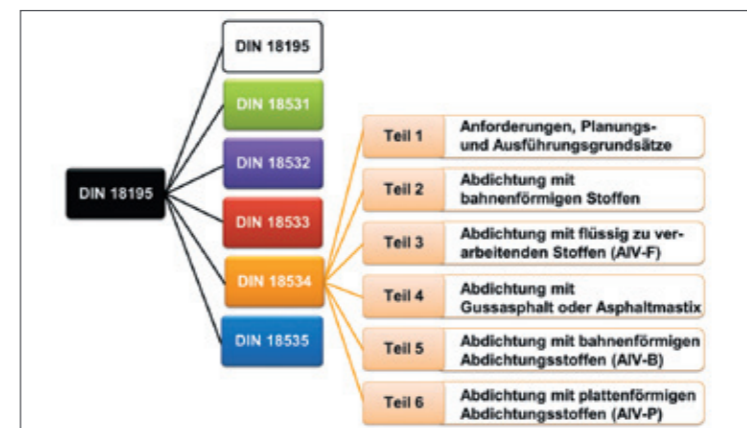 DIN 18195
DIN 18195
DIN 18531
DIN 18532
DIN 18533
DIN 18534
DIN 18535
Teil 1
Anforderungen, Planungs-
und Ausführungsgrundsätze
Teil 2
Abdichtung mit
bahnenförmigen Stoffen
Teil 3
Abdichtung mit flüssig zu ver-
arbeitenden Stoffen (AIV-F)
Teil 4
Abdichtung mit
Gussasphalt oder Asphaltmastix
Teil 5
Abdichtung mit bahnenförmigen
Abdichtungsstoffen (AIV-B)
Teil 6
Abdichtung mit plattenförmigen
Abdichtungsstoffen (AIV-P)